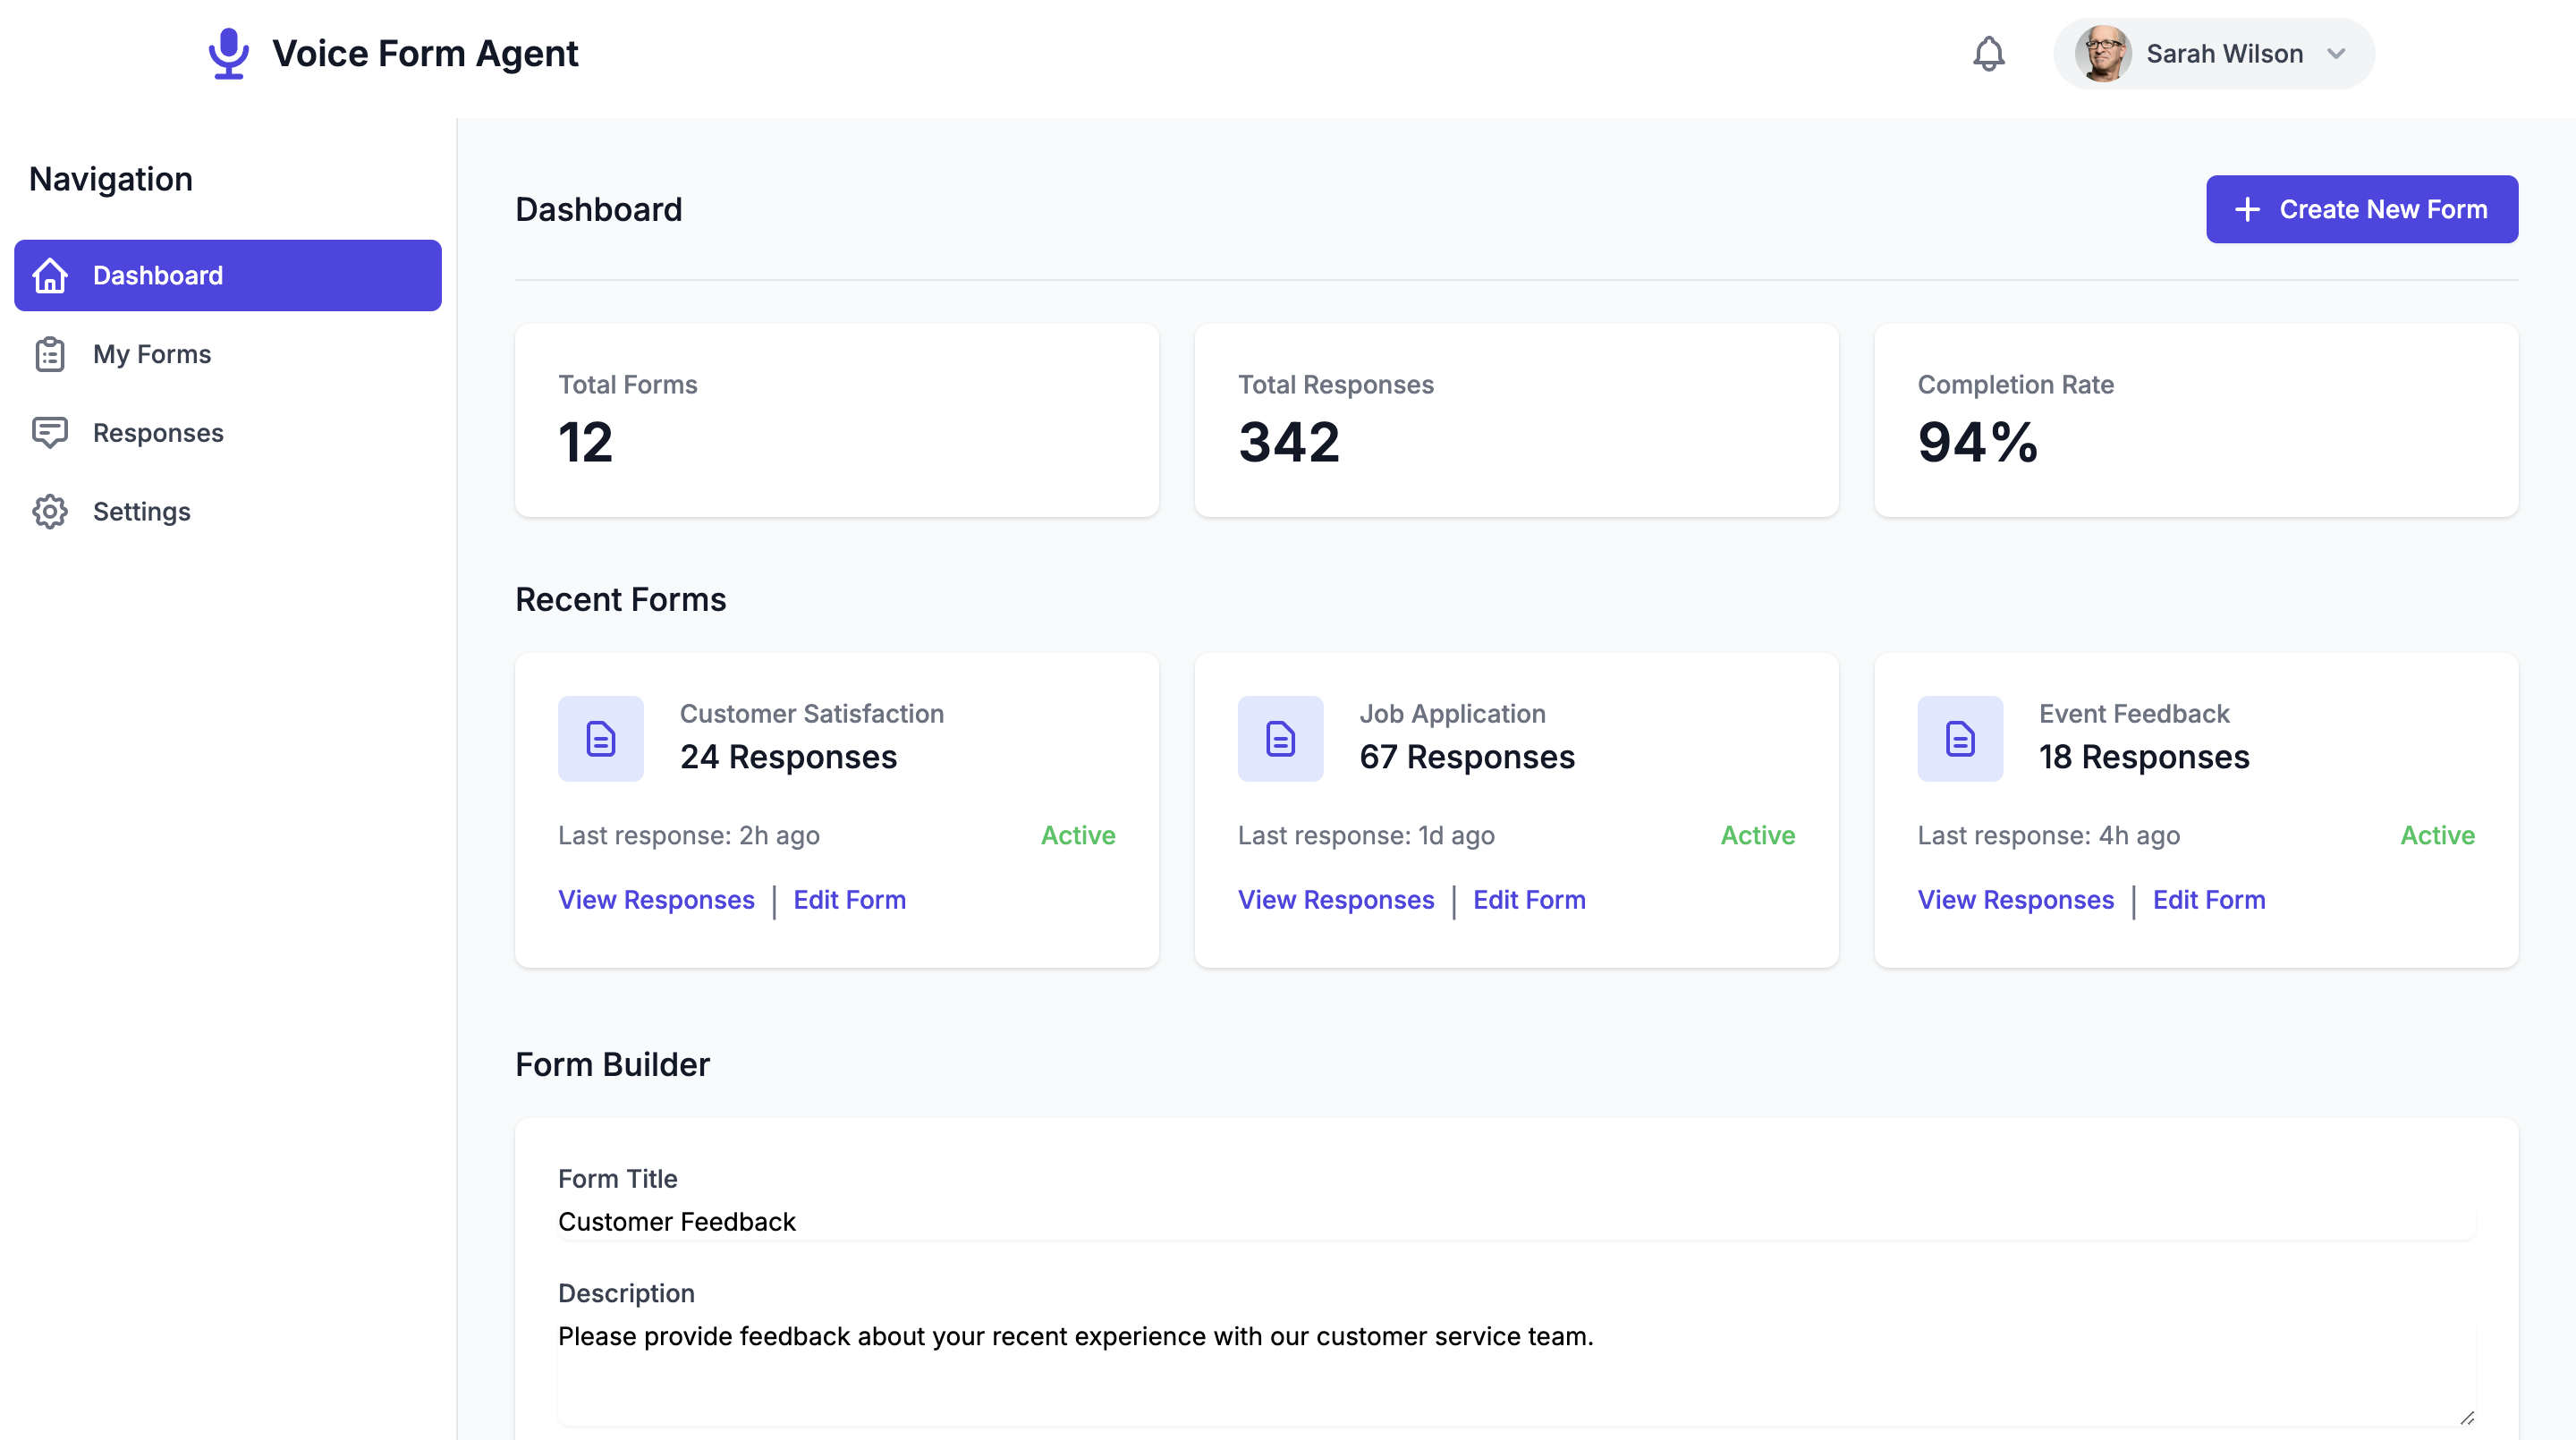 Voice Form Agent
Sarah Wilson
Navigation
Dashboard
My Forms
Responses
Settings
Dashboard
Create New Form
Total Forms
12
Total Responses
342
Completion Rate
94%
Recent Forms
Customer Satisfaction
24 Responses
Last response: 2h ago
Active
View Responses | Edit Form
Job Application
67 Responses
Last response: 1d ago
Active
View Responses | Edit Form
Event Feedback
18 Responses
Last response: 4h ago
Active
View Responses | Edit Form
Form Builder
Form Title
Customer Feedback
Description
Please provide feedback about your recent experience with our customer service team.